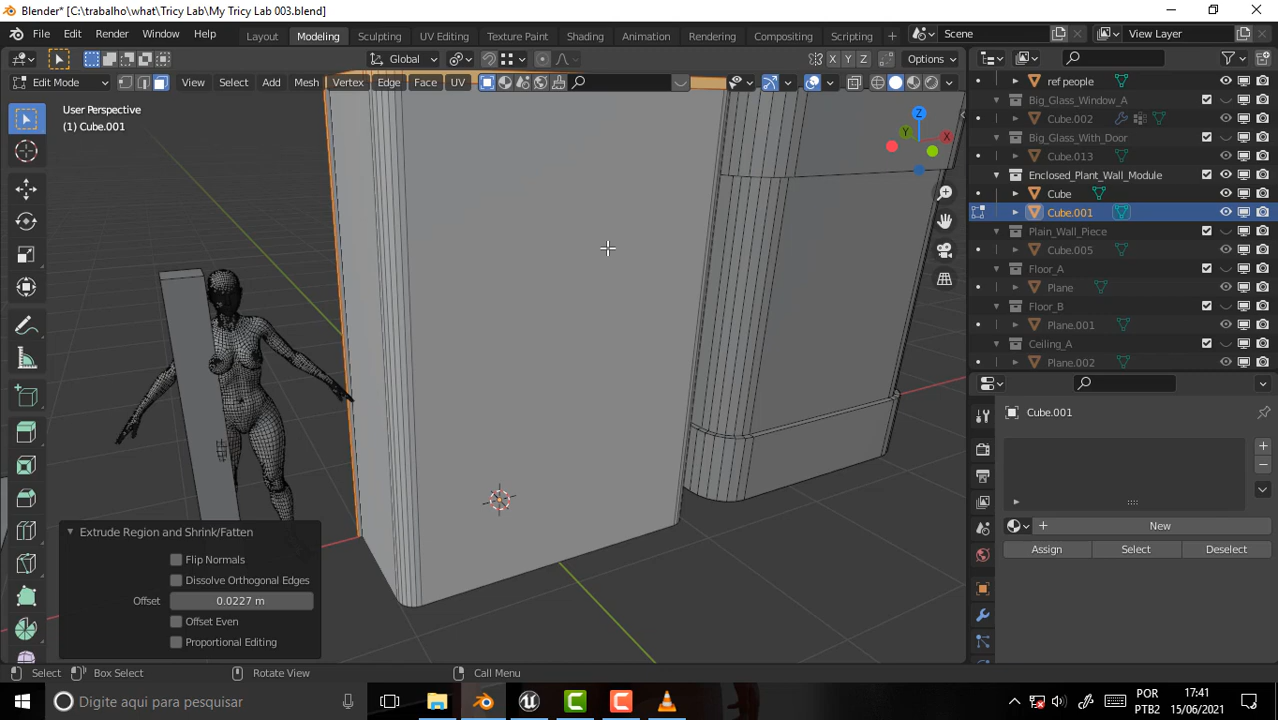 Blender* [C:\trabalho\what\Tricy Lab\My Tricy Lab 003.blend]
File Edit Render Window Help Layout Modeling Sculpting UV Editing Texture Paint Shading Animation Rendering Compositing Scripting Scene View Layer
Global X Y Z Options
Edit Mode View Select Add Mesh Vertex Edge Face UV
User Perspective
(1) Cube.001
Z
Y
X
ref people
Big_Glass_Window_A
Cube.002
Big_Glass_With_Door
Cube.013
Enclosed_Plant_Wall_Module
Cube
Cube.001
Plain_Wall_Piece
Cube.005
Floor_A
Plane
Floor_B
Plane.001
Ceiling_A
Plane.002
Cube.001
New
Assign Select Deselect
Extrude Region and Shrink/Fatten
Flip Normals
Dissolve Orthogonal Edges
Offset 0.0227 m
Offset Even
Proportional Editing
Select Box Select Rotate View Call Menu
Digite aqui para pesquisar
POR
PTB2
17:41
15/06/2021